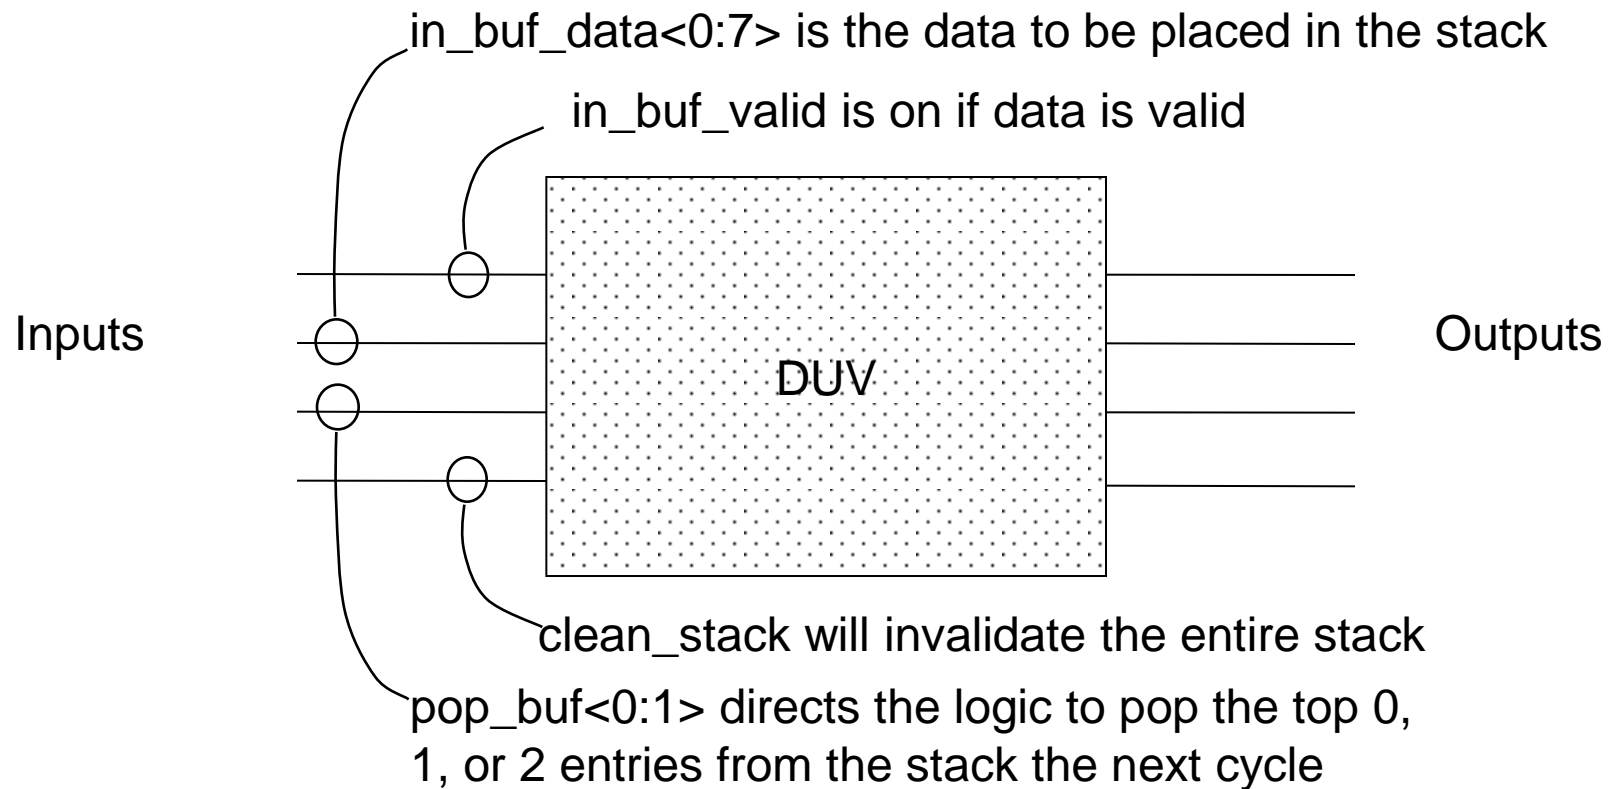 in_buf_data<0:7> is the data to be placed in the stack
in_buf_valid is on if data is valid
Inputs
Outputs
DUV
clean_stack will invalidate the entire stack
pop_buf<0:1> directs the logic to pop the top 0,
1, or 2 entries from the stack the next cycle